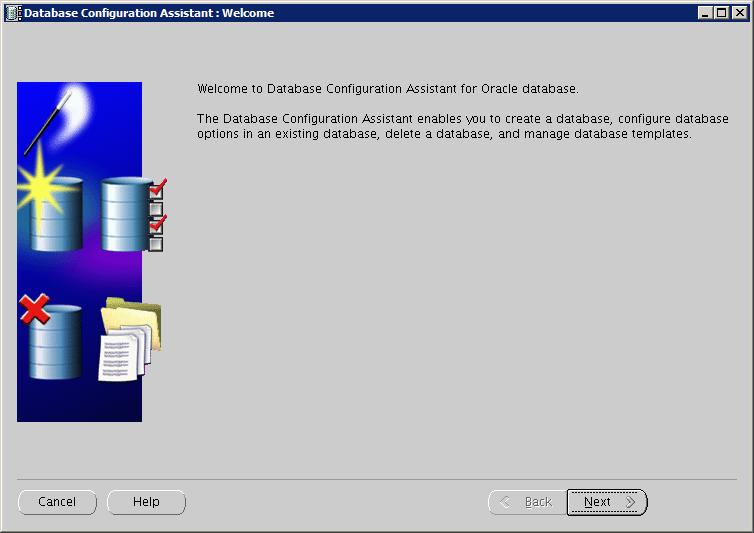 Database Configuration Assistant : Welcome
Welcome to Database Configuration Assistant for Oracle database.
The Database Configuration Assistant enables you to create a database, configure database
options in an existing database, delete a database, and manage database templates.
Cancel
Help
Back
Next